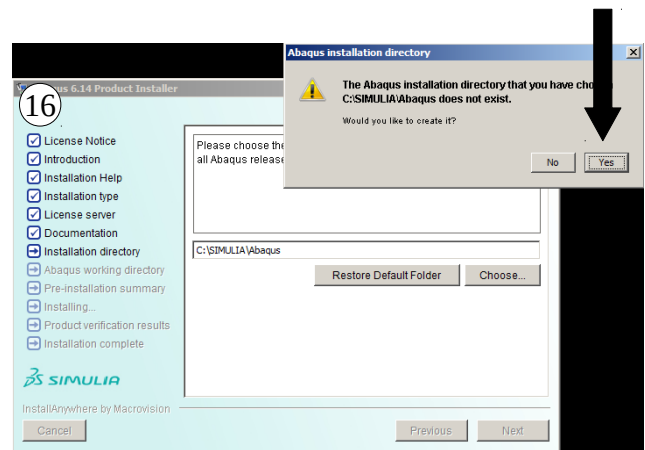 Abaqus installation directory
The Abaqus installation directory that you have
C:\SIMULIA\Abaqus does not exist.
Would you like to create it?
No
Yes
6.14 Product Installer
16
License Notice
Introduction
Installation Help
Installation type
License server
Documentation
Installation directory
Abaqus working directory
Pre-installation summary
Installing...
Product verification results
Installation complete
Please choose the
all Abaqus release
C:\SIMULIA\Abaqus
Restore Default Folder
Choose...
SIMULIA
InstallAnywhere by Macrovision
Cancel
Previous
Next